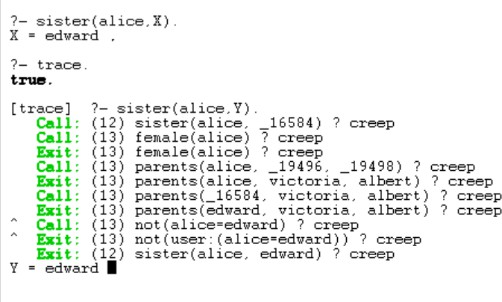 ?- sister(alice,X).
X = edward ,
?- trace.
true.
[trace]  ?- sister(alice,Y).
Call: (12) sister(alice, _16584) ? creep
Call: (13) female(alice) ? creep
Exit: (13) female(alice) ? creep
Call: (13) parents(alice, _19496, _19498) ? creep
Exit: (13) parents(alice, victoria, albert) ? creep
Call: (13) parents(_16584, victoria, albert) ? creep
Exit: (13) parents(edward, victoria, albert) ? creep
^ Call: (13) not(alice=edward) ? creep
^ Exit: (13) not(user:(alice=edward)) ? creep
Exit: (12) sister(alice, edward) ? creep
Y = edward